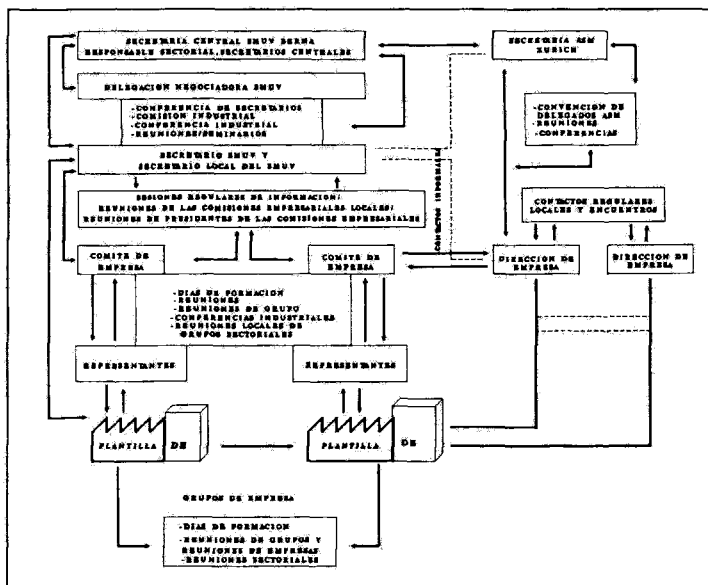 SECRETARIA CENTRAL SMUV BERNA
RESPONSABLE SECTORIAL, SECRETARIOS CENTRALES
SECRETARIA ASM
ZURICH
DELEGACION NEGOCIADORA SMUV
-CONFERENCIA DE SECRETARIOS
-COMISION INDUSTRIAL
-CONFERENCIA INDUSTRIAL
-REUNIONES/SEMINARIOS
-CONVENCION DE
DELEGADOS ASM
-REUNIONES
-CONFERENCIAS
SECRETARIO SMUV Y
SECRETARIO LOCAL DEL SMUV
CONTACTOS INFORMALES
SESIONES REGULARES DE INFORMACION/
REUNIONES DE LAS COMISIONES EMPRESARIALES LOCALES/
REUNIONES DE PRESIDENTES DE LAS COMISIONES EMPRESARIALES
CONTACTOS REGULARES
LOCALES Y ENCUENTROS
COMITE DE
EMPRESA
COMITE DE
EMPRESA
DIRECCION DE
EMPRESA
DIRECCION DE
EMPRESA
-DIAS DE FORMACION
-REUNIONES
-REUNIONES DE GRUPO
-CONFERENCIAS INDUSTRIALES
-REUNIONES LOCALES DE
GRUPOS SECTORIALES
REPRESENTANTES
REPRESENTANTES
PLANTILLA DE
PLANTILLA DE
GRUPOS DE EMPRESA
-DIAS DE FORMACION
-REUNIONES DE GRUPOS Y
REUNIONES DE EMPRESAS
-REUNIONES SECTORIALES